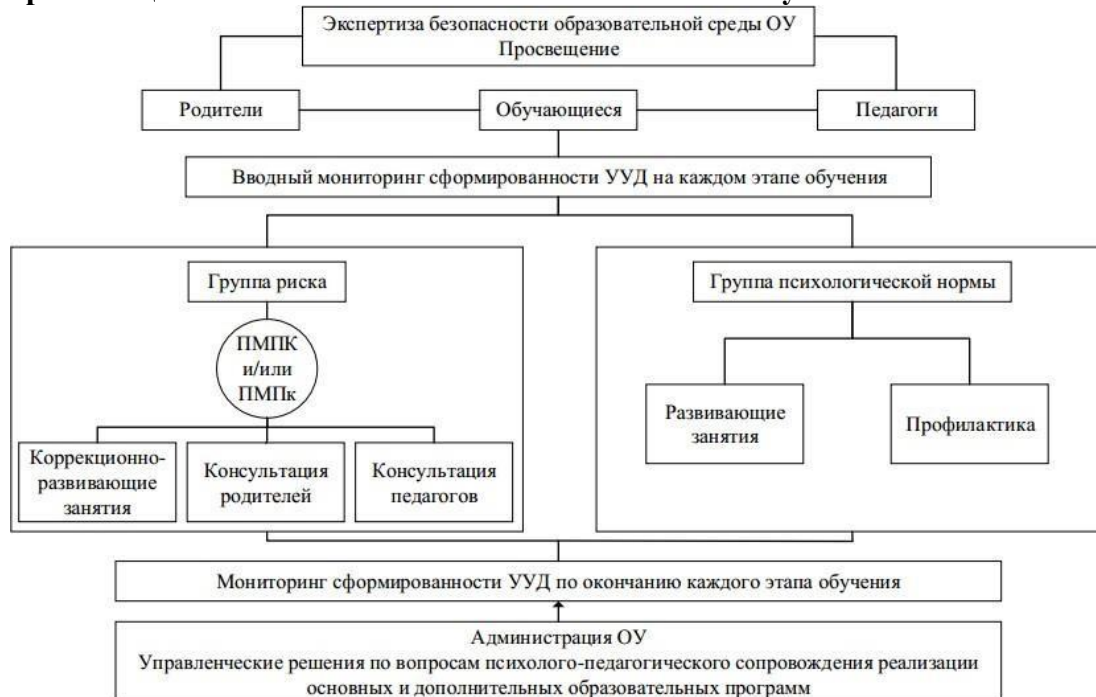 Экспертиза безопасности образовательной среды ОУ
Просвещение
Родители
Обучающиеся
Педагоги
Вводный мониторинг сформированности УУД на каждом этапе обучения
Группа риска
ПМПК
и/или
ПМПк
Коррекционно-
развивающие
занятия
Консультация
родителей
Консультация
педагогов
Группа психологической нормы
Развивающие
занятия
Профилактика
Мониторинг сформированности УУД по окончанию каждого этапа обучения
Администрация ОУ
Управленческие решения по вопросам психолого-педагогического сопровождения реализации
основных и дополнительных образовательных программ